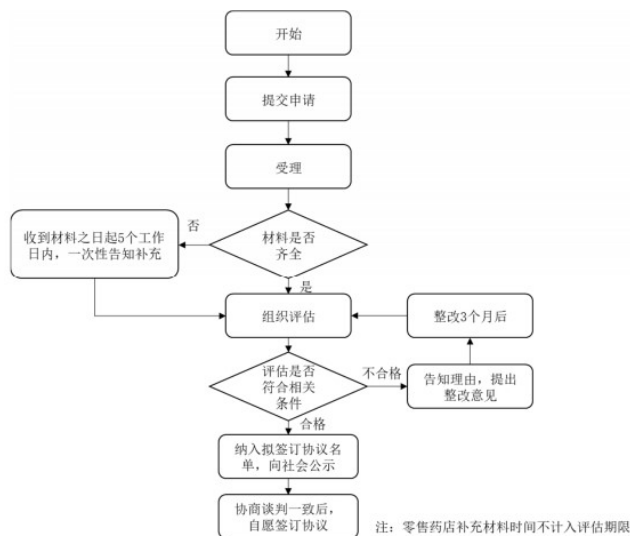 开始
提交申请
受理
材料是否
齐全
否
收到材料之日起5个工作
日内，一次性告知补充
是
组织评估
整改3个月后
评估是否
符合相关
条件
不合格
告知理由，提出
整改意见
合格
纳入拟签订协议名
单，向社会公示
协商谈判一致后，
自愿签订协议
注：零售药店补充材料时间不计入评估期限